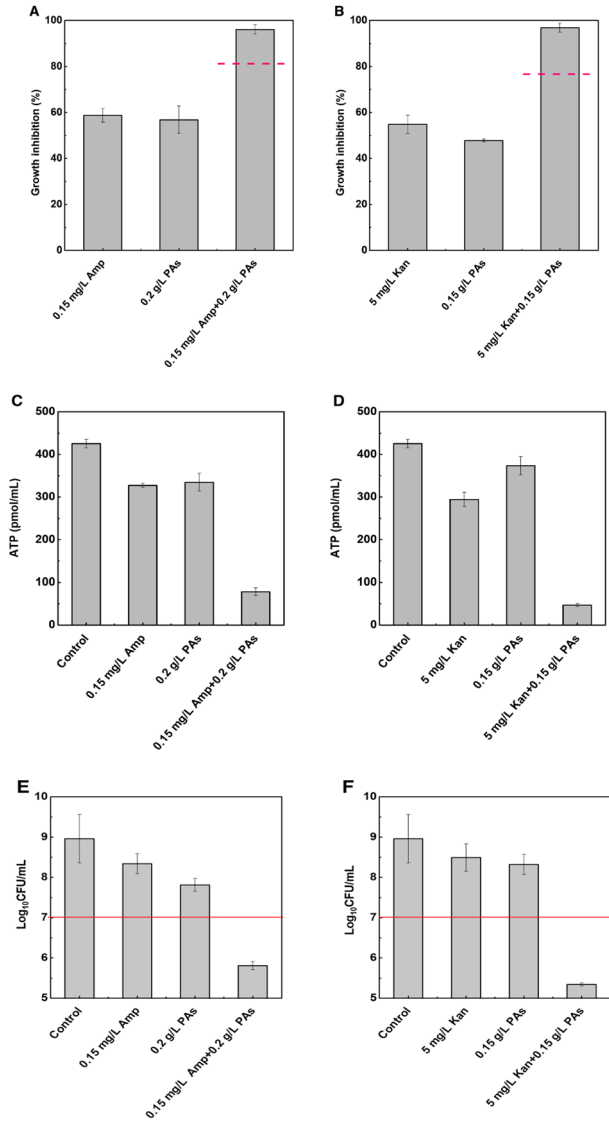 A
Growth inhibition (%)
100
80
60
40
20
0
0.15 mg/L Amp
0.2 g/L PAs
0.15 mg/L Amp+0.2 g/L PAs
B
Growth inhibition (%)
100
80
60
40
20
0
5 mg/L Kan
0.15 g/L PAs
5 mg/L Kan+0.15 g/L PAs
C
ATP (pmol/mL)
500
400
300
200
100
0
Control
0.15 mg/L Amp
0.2 g/L PAs
0.15 mg/L Amp+0.2 g/L PAs
D
ATP (pmol/mL)
500
400
300
200
100
0
Control
5 mg/L Kan
0.15 g/L PAs
5 mg/L Kan+0.15 g/L PAs
E
Log₁₀CFU/mL
10
9
8
7
6
5
Control
0.15 mg/L Amp
0.2 g/L PAs
0.15 mg/L Amp+0.2 g/L PAs
F
Log₁₀CFU/mL
10
9
8
7
6
5
Control
5 mg/L Kan
0.15 g/L PAs
5 mg/L Kan+0.15 g/L PAs